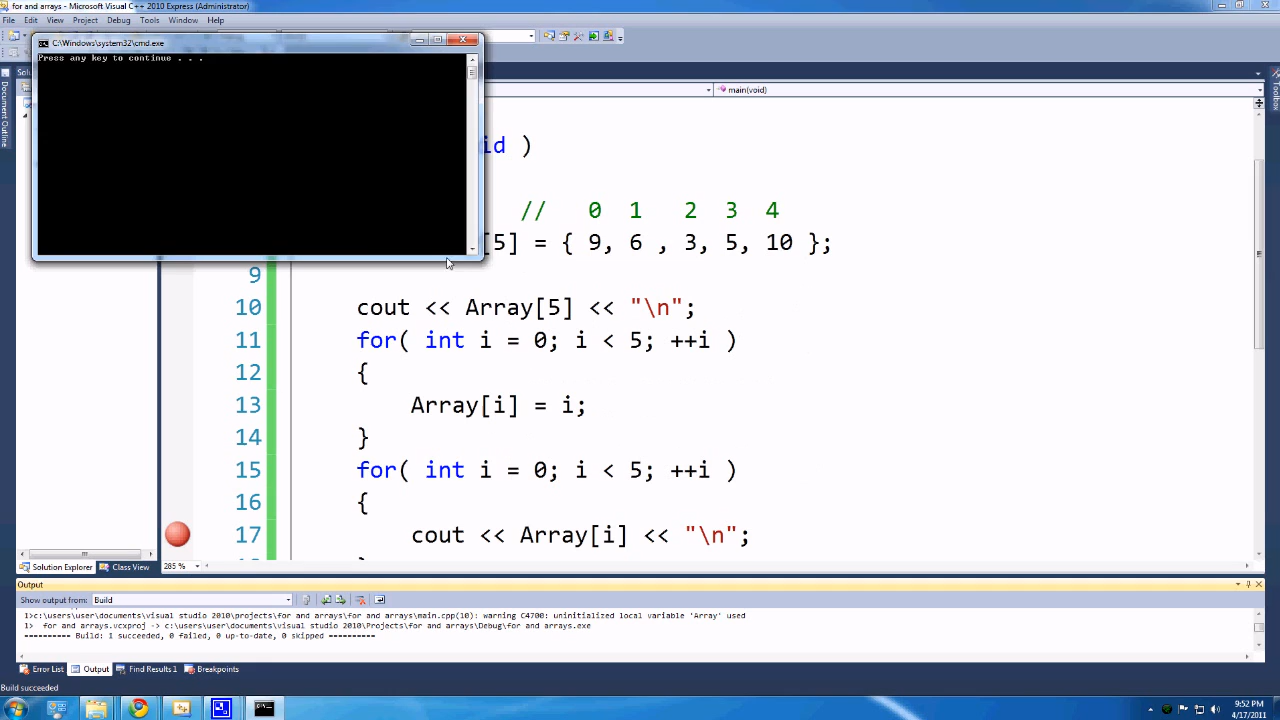 for and arrays - Microsoft Visual C++ 2010 Express (Administrator)
File Edit View Project Debug Tools Window Help
C:\Windows\system32\cmd.exe
Press any key to continue . . .
Solu
main(void)
Document Outline
Toolbox
id )
// 0 1 2 3 4
[5] = { 9, 6 , 3, 5, 10 };
9
10 cout << Array[5] << "\n";
11 for( int i = 0; i < 5; ++i )
12 {
13 Array[i] = i;
14 }
15 for( int i = 0; i < 5; ++i )
16 {
17 cout << Array[i] << "\n";
Solution Explorer Class View
285 %
Output
Show output from: Build
1>c:\users\user\documents\visual studio 2010\projects\for and arrays\for and arrays\main.cpp(10): warning C4700: uninitialized local variable 'Array' used
1> for and arrays.vcxproj -> c:\users\user\documents\visual studio 2010\Projects\for and arrays\Debug\for and arrays.exe
========== Build: 1 succeeded, 0 failed, 0 up-to-date, 0 skipped ==========
Error List Output Find Results 1 Breakpoints
Build succeeded
9:52 PM
4/17/2011